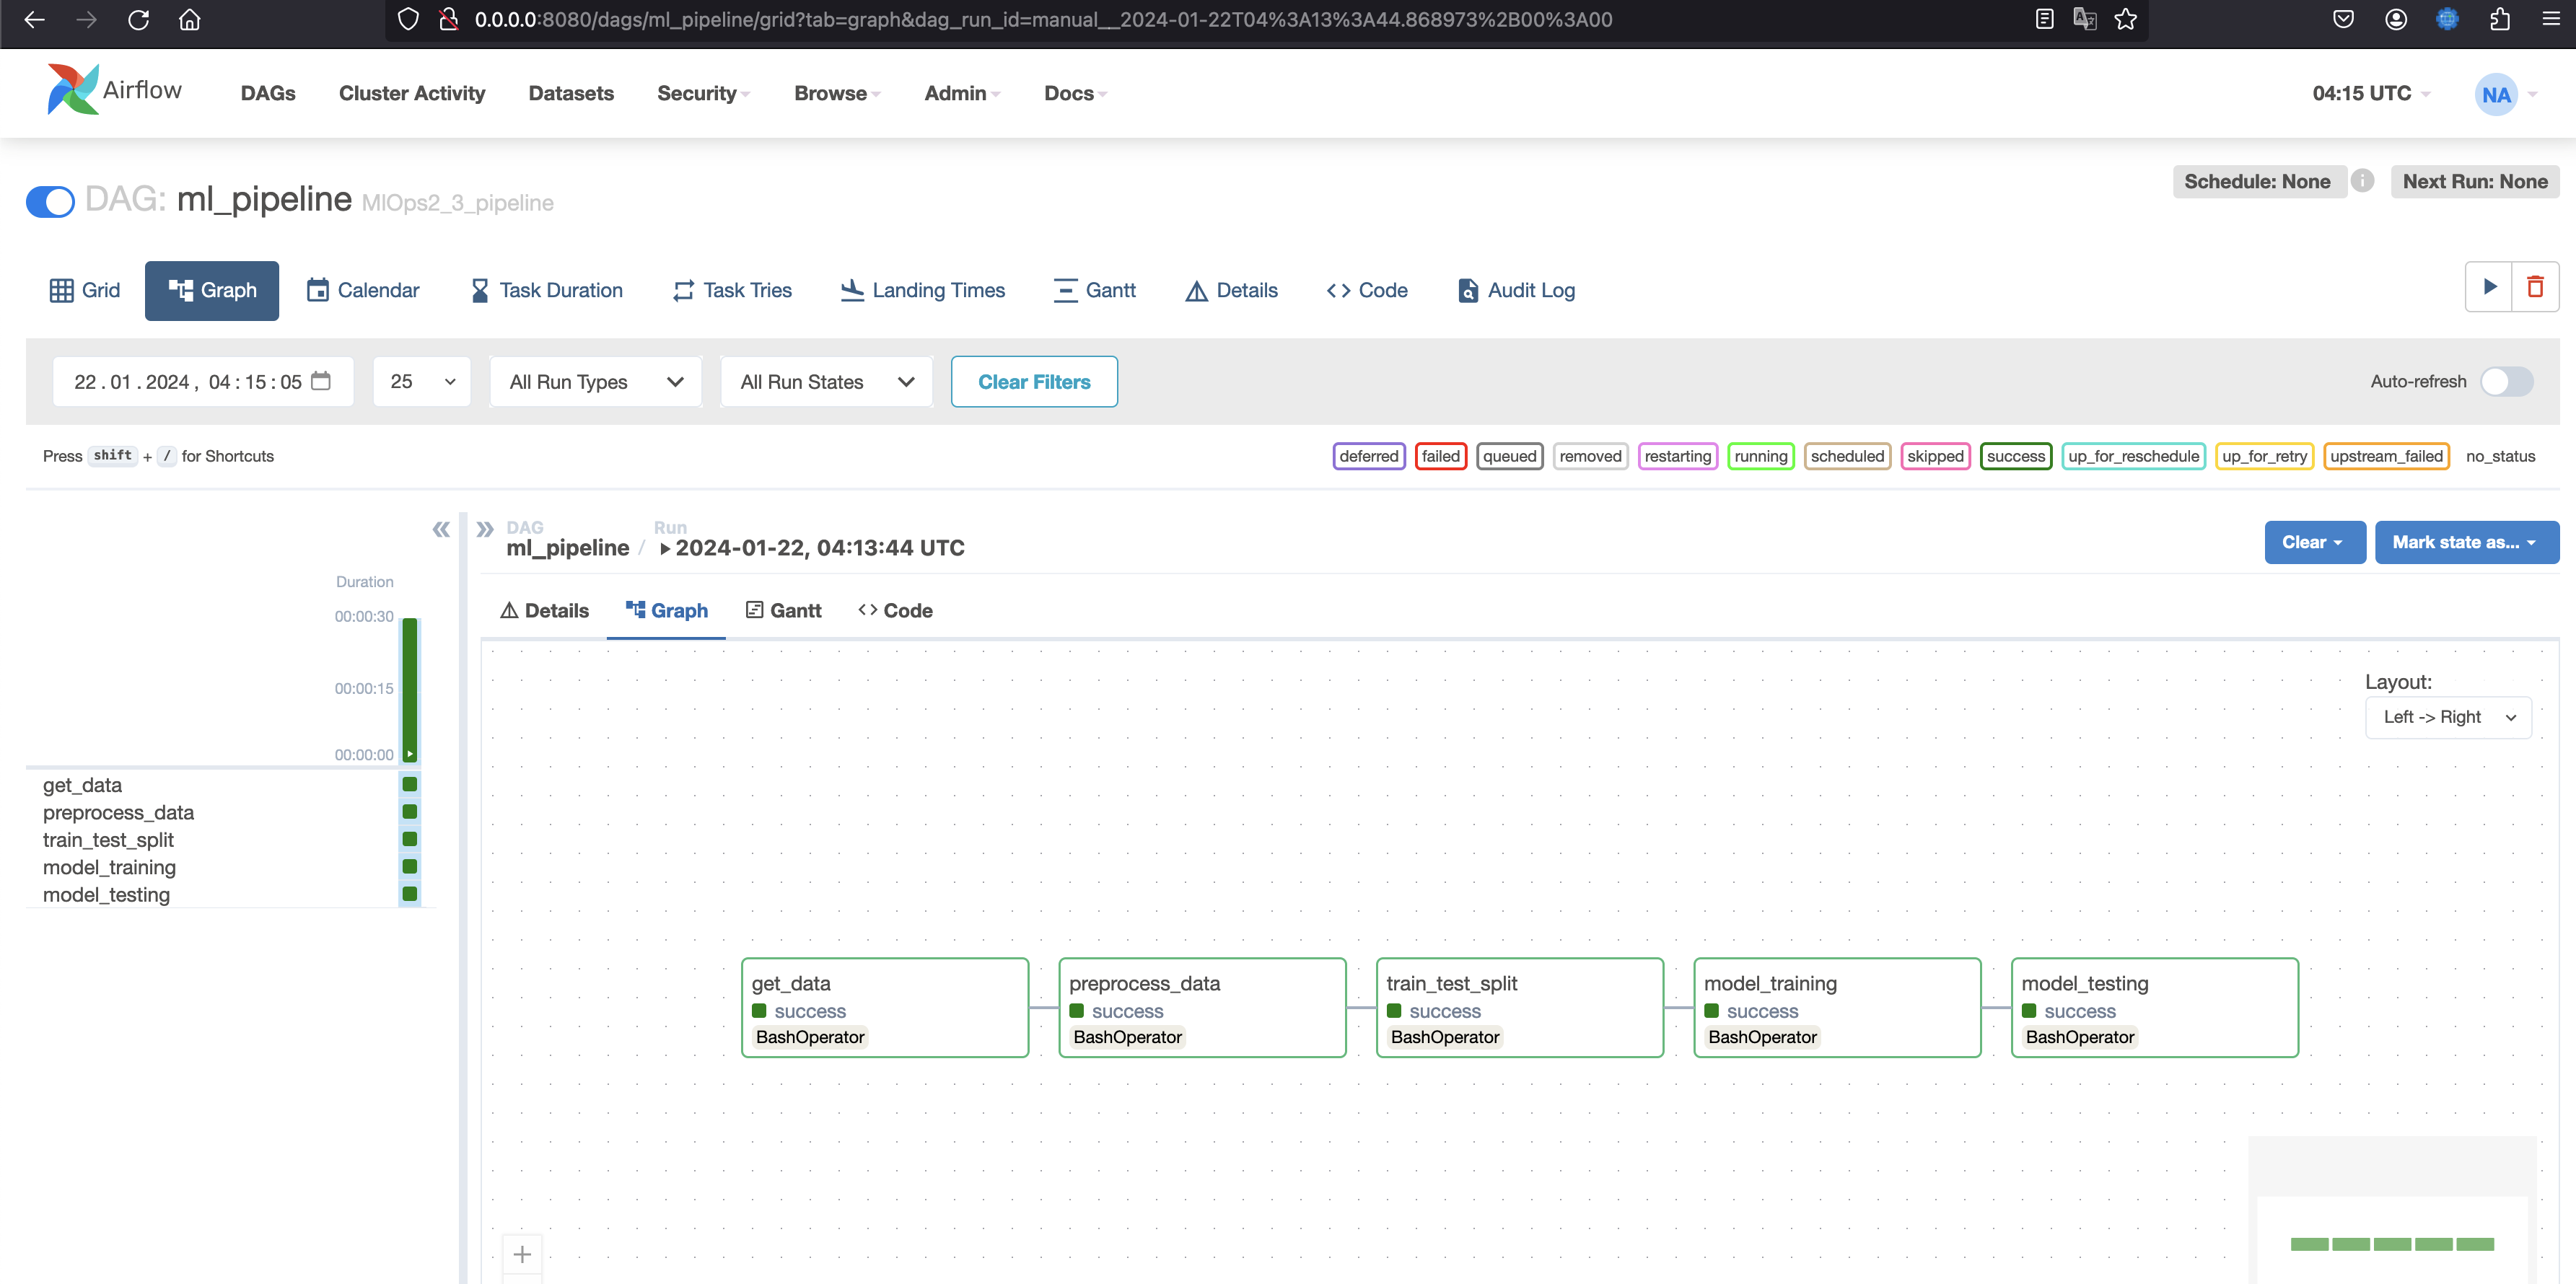 0.0.0.0:8080/dags/ml_pipeline/grid?tab=graph&dag_run_id=manual__2024-01-22T04%3A13%3A44.868973%2B00%3A00
Airflow DAGs Cluster Activity Datasets Security Browse Admin Docs 04:15 UTC NA
DAG: ml_pipeline MlOps2_3_pipeline
Schedule: None i Next Run: None
Grid Graph Calendar Task Duration Task Tries Landing Times Gantt Details Code Audit Log
22 . 01 . 2024 , 04 : 15 : 05 25 All Run Types All Run States Clear Filters Auto-refresh
Press shift + / for Shortcuts
deferred failed queued removed restarting running scheduled skipped success up_for_reschedule up_for_retry upstream_failed no_status
DAG Run
ml_pipeline / 2024-01-22, 04:13:44 UTC
Clear Mark state as...
Duration
00:00:30
00:00:15
00:00:00
get_data
preprocess_data
train_test_split
model_training
model_testing
Details Graph Gantt Code
Layout:
Left -> Right
get_data
success
BashOperator
preprocess_data
success
BashOperator
train_test_split
success
BashOperator
model_training
success
BashOperator
model_testing
success
BashOperator